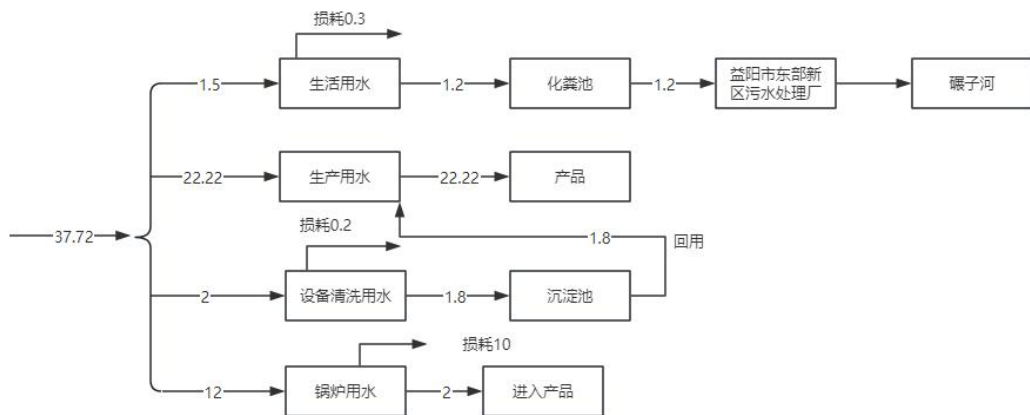 损耗0.3
1.5
生活用水
1.2
化粪池
1.2
益阳市东部新
区污水处理厂
碾子河
22.22
生产用水
22.22
产品
37.72
损耗0.2
1.8
回用
2
设备清洗用水
1.8
沉淀池
损耗10
12
锅炉用水
2
进入产品